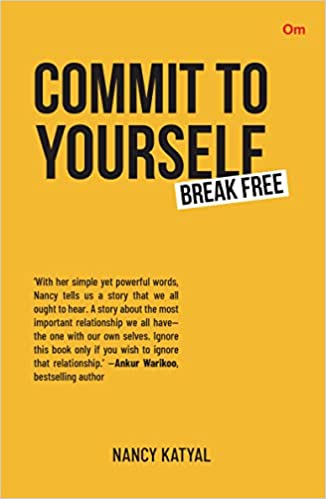 Om
COMMIT TO
YOURSELF
BREAK FREE
'With her simple yet powerful words,
Nancy tells us a story that we all
ought to hear. A story about the most
important relationship we all have—
the one with our own selves. Ignore
this book only if you wish to ignore
that relationship.' —Ankur Warikoo,
bestselling author
NANCY KATYAL